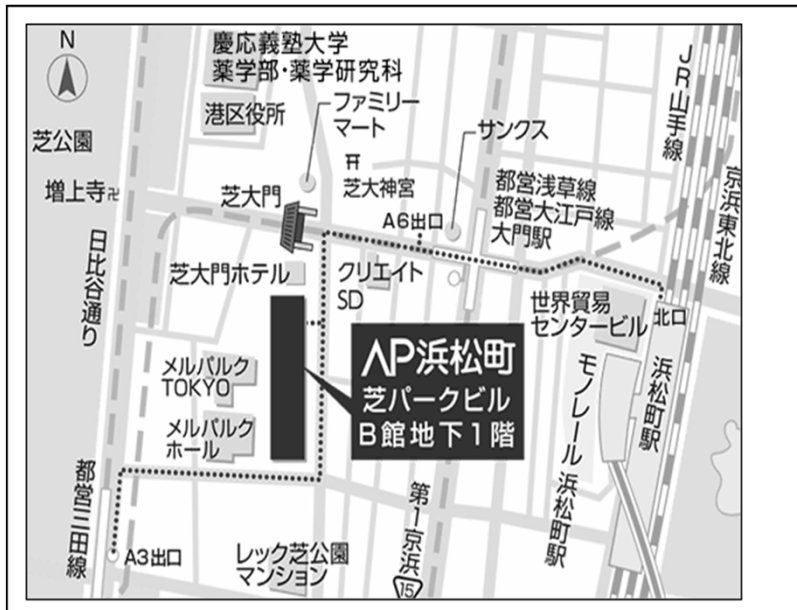 N
慶応義塾大学
薬学部・薬学研究科
港区役所
ファミリー
マート
サンクス
芝公園
増上寺卍
芝大門
芝大神宮
A6出口
都営浅草線
都営大江戸線
大門駅
JR山手線
京浜東北線
日比谷通り
芝大門ホテル
クリエイト
SD
世界貿易
センタービル
北口
浜松町駅
モノレール 浜松町駅
AP浜松町
芝パークビル
B館地下1階
メルパルク
TOKYO
メルパルク
ホール
都営三田線
A3出口
レック芝公園
マンション
第1京浜
15